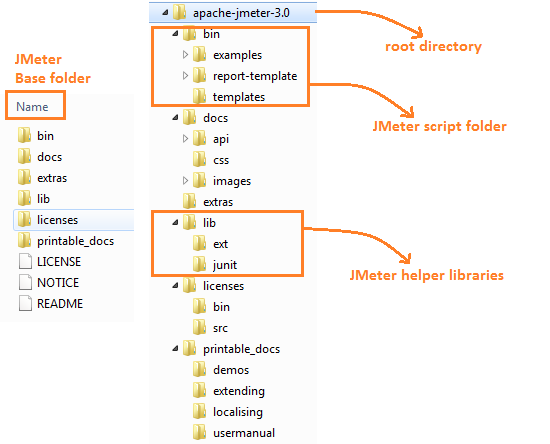 JMeter
Base folder
Name
bin
docs
extras
lib
licenses
printable_docs
LICENSE
NOTICE
README
apache-jmeter-3.0
bin
examples
report-template
templates
docs
api
css
images
extras
lib
ext
junit
licenses
bin
src
printable_docs
demos
extending
localising
usermanual
root directory
JMeter script folder
JMeter helper libraries